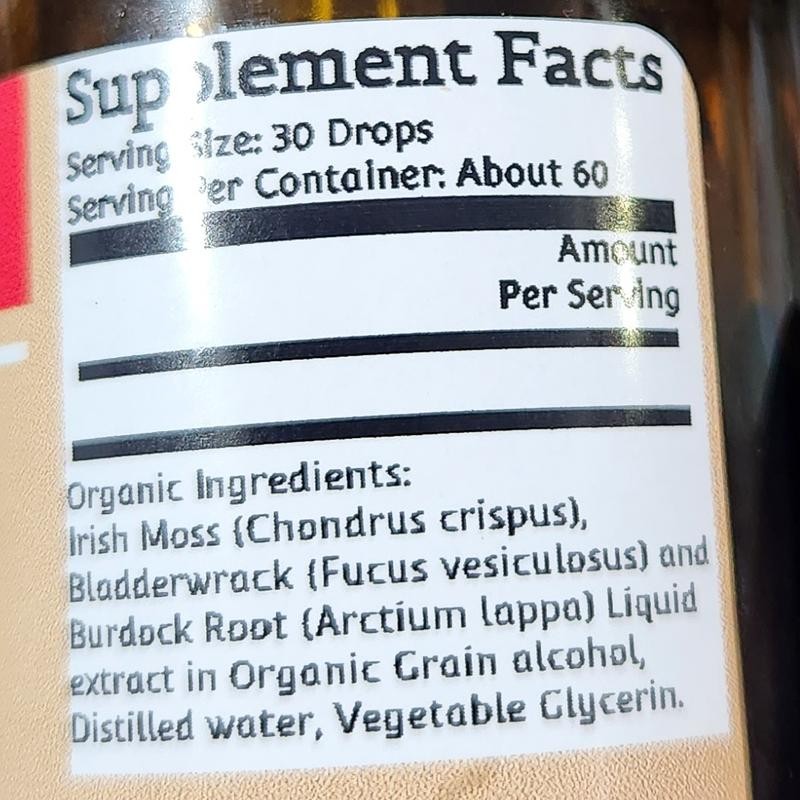 Supplement Facts
Serving Size: 30 Drops
Serving Per Container: About 60
Amount
Per Serving
Organic Ingredients:
Irish Moss (Chondrus crispus),
Bladderwrack (Fucus vesiculosus) and
Burdock Root (Arctium lappa) Liquid
extract in Organic Grain alcohol,
Distilled water, Vegetable Glycerin.